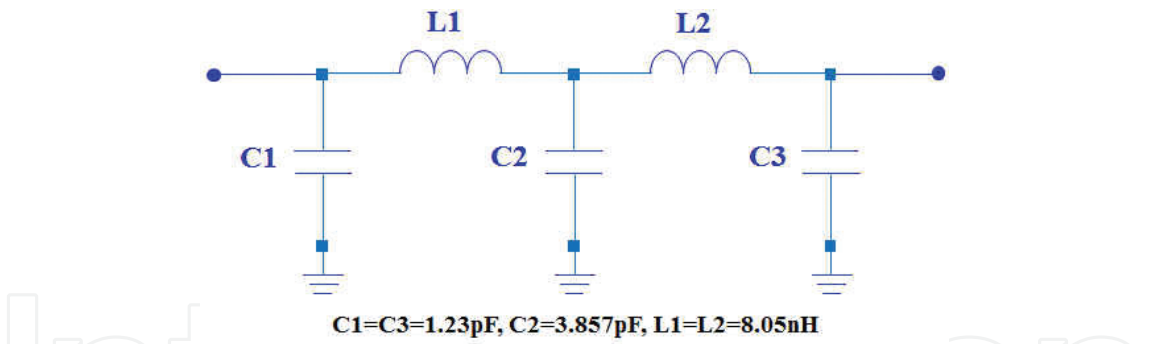 L1
L2
C1
C2
C3
C1=C3=1.23pF, C2=3.857pF, L1=L2=8.05nH